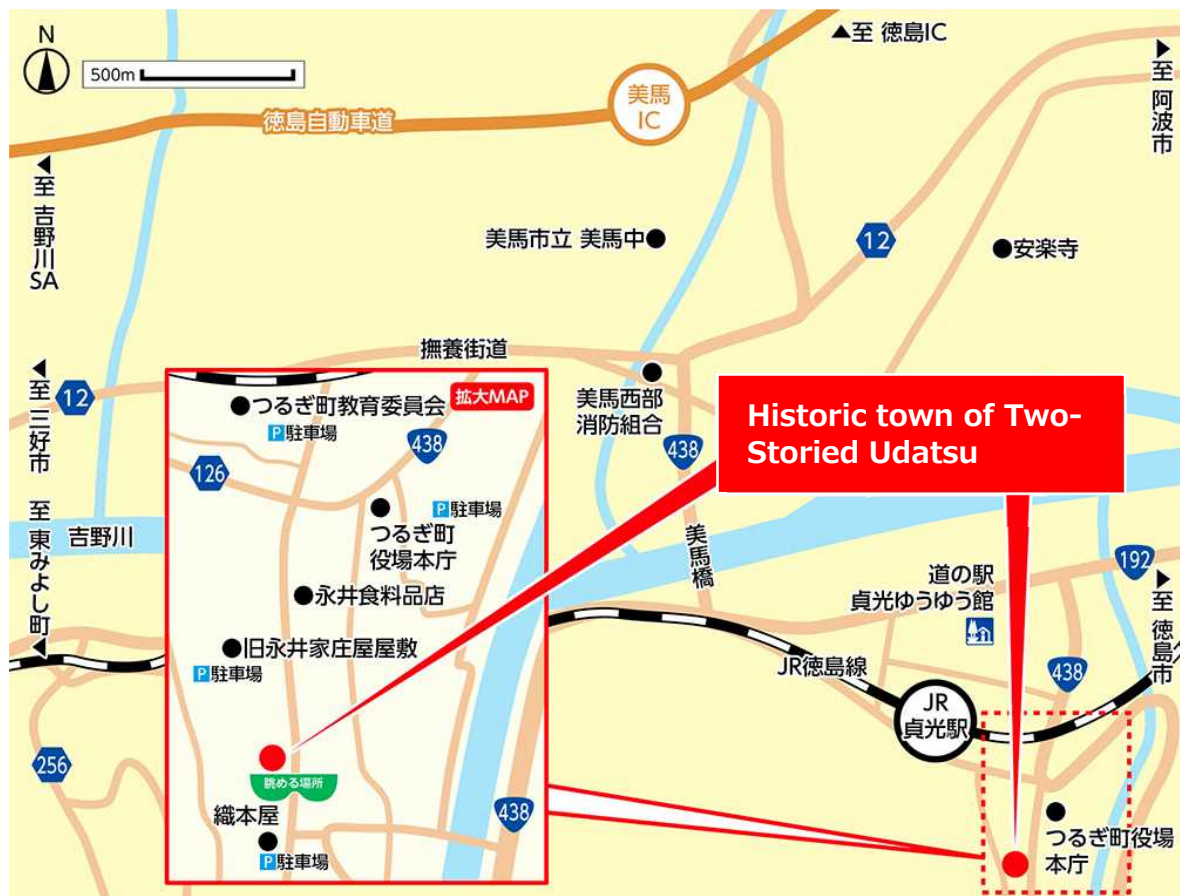 N
500m
▲至 徳島IC
▲至 阿波市
美馬
IC
徳島自動車道
▲至 吉野川SA
美馬市立 美馬中
12
安楽寺
撫養街道
▲至 三好市
12
美馬西部
消防組合
438
Historic town of Two-
Storied Udatsu
拡大MAP
つるぎ町教育委員会
P駐車場
438
126
P駐車場
つるぎ町
役場本庁
永井食料品店
旧永井家庄屋屋敷
P駐車場
眺める場所
織本屋
P駐車場
438
吉野川
至 東みよし町▲
美馬橋
192
道の駅
貞光ゆうゆう館
▲至 徳島市
JR徳島線
438
JR
貞光駅
256
つるぎ町役場
本庁